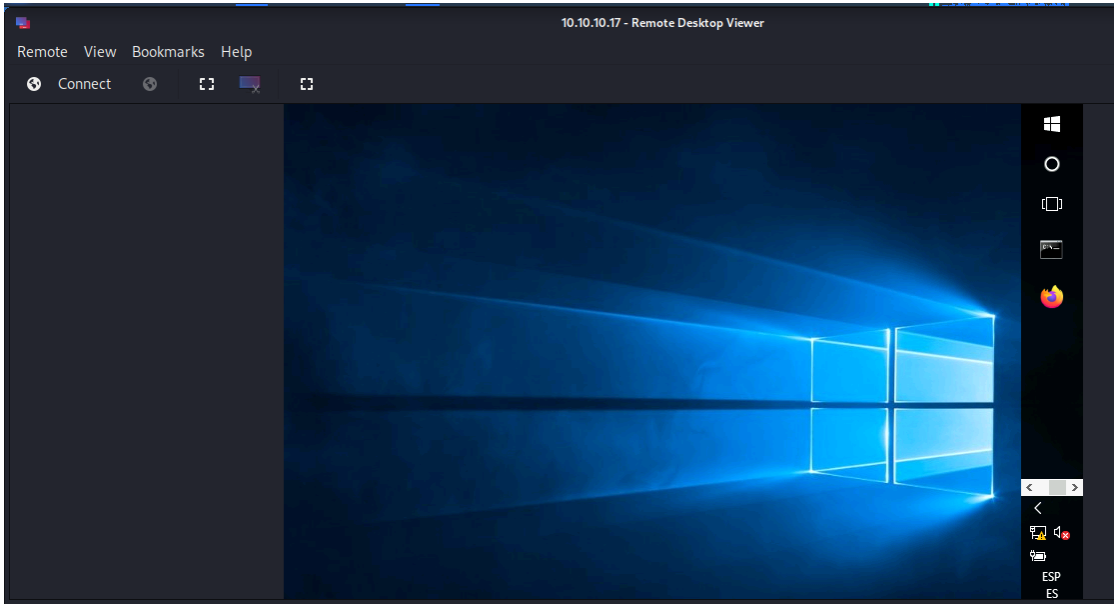 10.10.10.17 - Remote Desktop Viewer
Remote View Bookmarks Help
Connect
ESP
ES